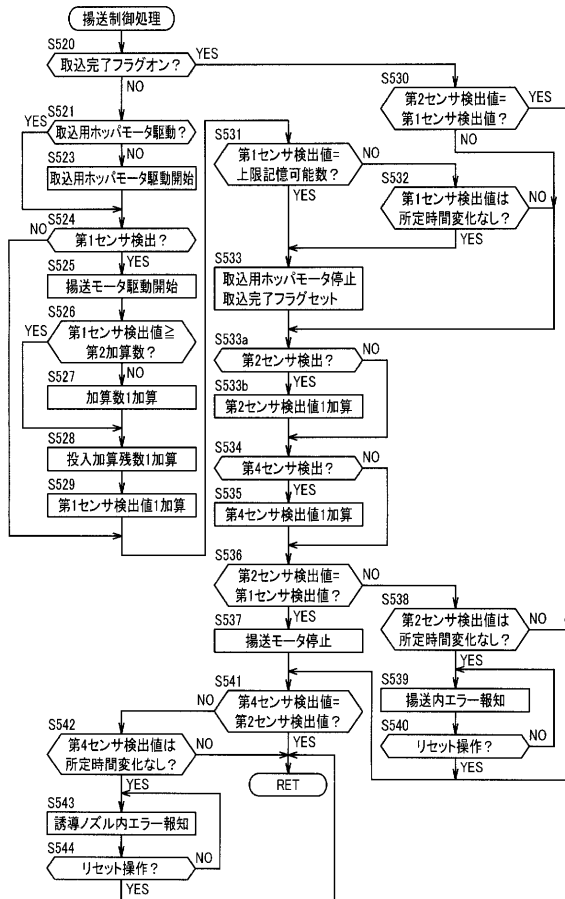 揚送制御処理
S520
取込完了フラグオン?
YES
NO
S530
第2センサ検出値=
第1センサ検出値?
YES
NO
S521
取込用ホッパモータ駆動?
YES
NO
S523
取込用ホッパモータ駆動開始
S524
第1センサ検出?
NO
YES
S525
揚送モータ駆動開始
S526
第1センサ検出値≧
第2加算数?
YES
NO
S527
加算数1加算
S528
投入加算残数1加算
S529
第1センサ検出値1加算
S531
第1センサ検出値=
上限記憶可能数?
NO
YES
S532
第1センサ検出値は
所定時間変化なし?
NO
YES
S533
取込用ホッパモータ停止
取込完了フラグセット
S533a
第2センサ検出?
NO
YES
S533b
第2センサ検出値1加算
S534
第4センサ検出?
NO
YES
S535
第4センサ検出値1加算
S536
第2センサ検出値=
第1センサ検出値?
NO
YES
S537
揚送モータ停止
S538
第2センサ検出値は
所定時間変化なし?
NO
YES
S539
揚送内エラー報知
S540
リセット操作?
NO
YES
S541
第4センサ検出値=
第2センサ検出値?
NO
YES
S542
第4センサ検出値は
所定時間変化なし?
NO
YES
RET
S543
誘導ノズル内エラー報知
S544
リセット操作?
NO
YES